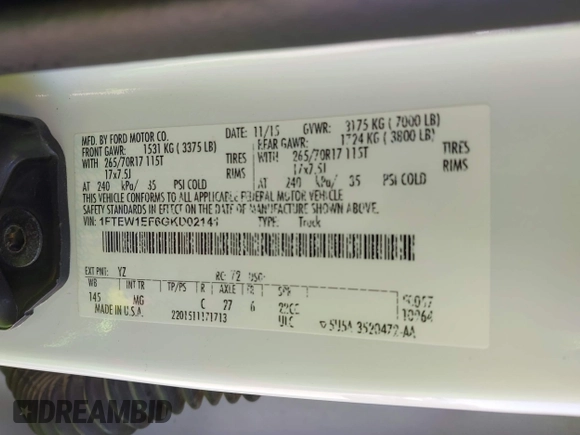 MFD. BY FORD MOTOR CO.
DATE: 11/15 GVWR: 3175 KG ( 7000 LB)
FRONT GAWR: 1531 KG ( 3375 LB) REAR GAWR: 1724 KG ( 3800 LB)
WITH 265/70R17 115T TIRES WITH: 265/70R17 115T TIRES
17x7.5J RIMS 17x7.5J RIMS
AT 240 kPa/ 35 PSI COLD AT 240 kPa/ 35 PSI COLD
THIS VEHICLE CONFORMS TO ALL APPLICABLE FEDERAL MOTOR VEHICLE
SAFETY STANDARDS IN EFFECT ON THE DATE OF MANUFACTURE SHOWN ABOVE.
VIN: TYPE: Truck
EXT PNT: YZ RC: 72 DSO:
WB INT TR TP/PS R AXLE TR SPR
145 MG C 27 6
MADE IN U.S.A. ULC
DREAMBID